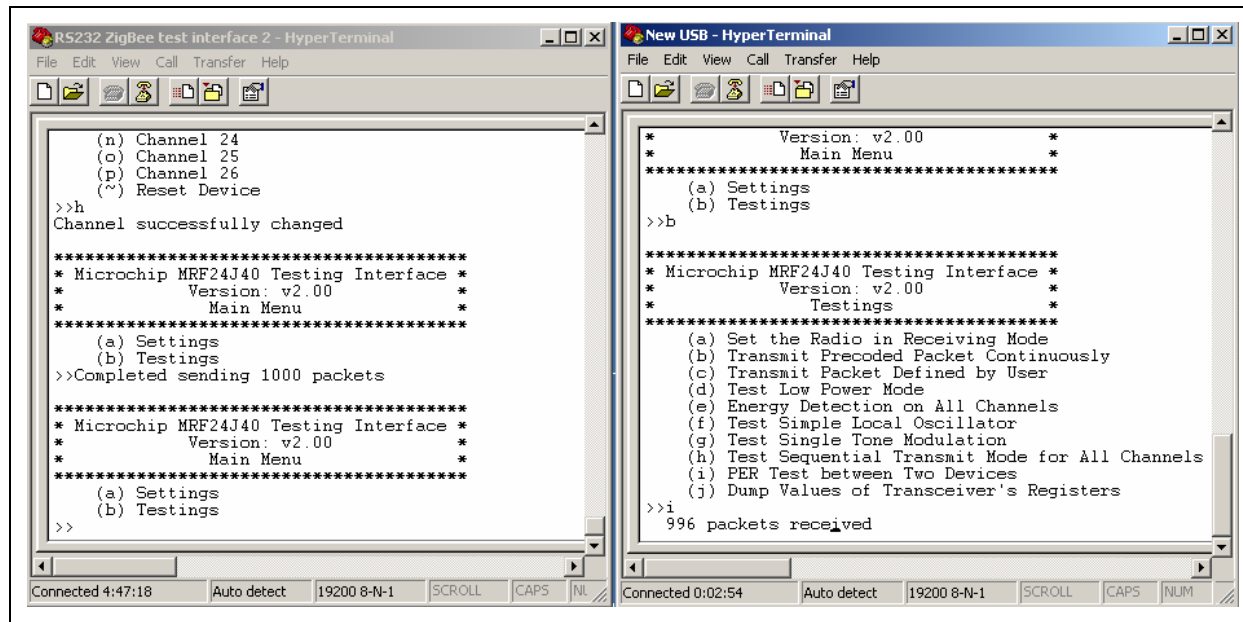 RS232 ZigBee test interface 2 - HyperTerminal
File Edit View Call Transfer Help
(n) Channel 24
(o) Channel 25
(p) Channel 26
(~) Reset Device
>>h
Channel successfully changed
****************************************
* Microchip MRF24J40 Testing Interface *
* Version: v2.00 *
* Main Menu *
****************************************
(a) Settings
(b) Testings
>>Completed sending 1000 packets
****************************************
* Microchip MRF24J40 Testing Interface *
* Version: v2.00 *
* Main Menu *
****************************************
(a) Settings
(b) Testings
>>
Connected 4:47:18 Auto detect 19200 8-N-1 SCROLL CAPS
New USB - HyperTerminal
File Edit View Call Transfer Help
* Version: v2.00 *
* Main Menu *
****************************************
(a) Settings
(b) Testings
>>b
****************************************
* Microchip MRF24J40 Testing Interface *
* Version: v2.00 *
* Testings *
****************************************
(a) Set the Radio in Receiving Mode
(b) Transmit Precoded Packet Continuously
(c) Transmit Packet Defined by User
(d) Test Low Power Mode
(e) Energy Detection on All Channels
(f) Test Simple Local Oscillator
(g) Test Single Tone Modulation
(h) Test Sequential Transmit Mode for All Channels
(i) PER Test between Two Devices
(j) Dump Values of Transceiver's Registers
>>i
996 packets received
Connected 0:02:54 Auto detect 19200 8-N-1 SCROLL CAPS NUM